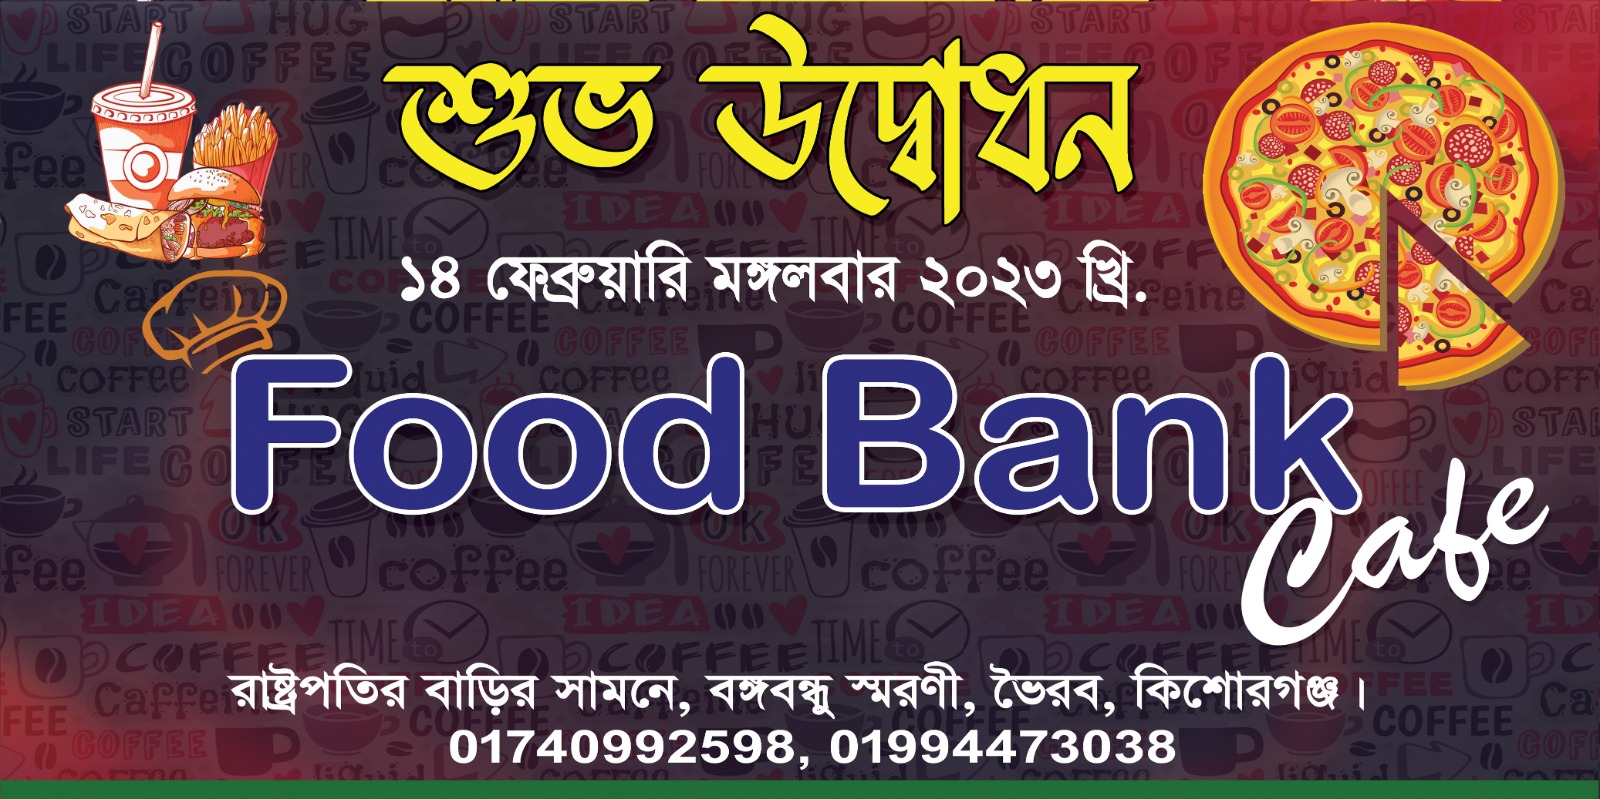 শুভ উদ্বোধন
১৪ ফেব্রুয়ারি মঙ্গলবার ২০২৩ খ্রি.
Food Bank
Cafe
রাষ্ট্রপতির বাড়ির সামনে, বঙ্গবন্ধু স্মরণী, ভৈরব, কিশোরগঞ্জ।
01740992598, 01994473038